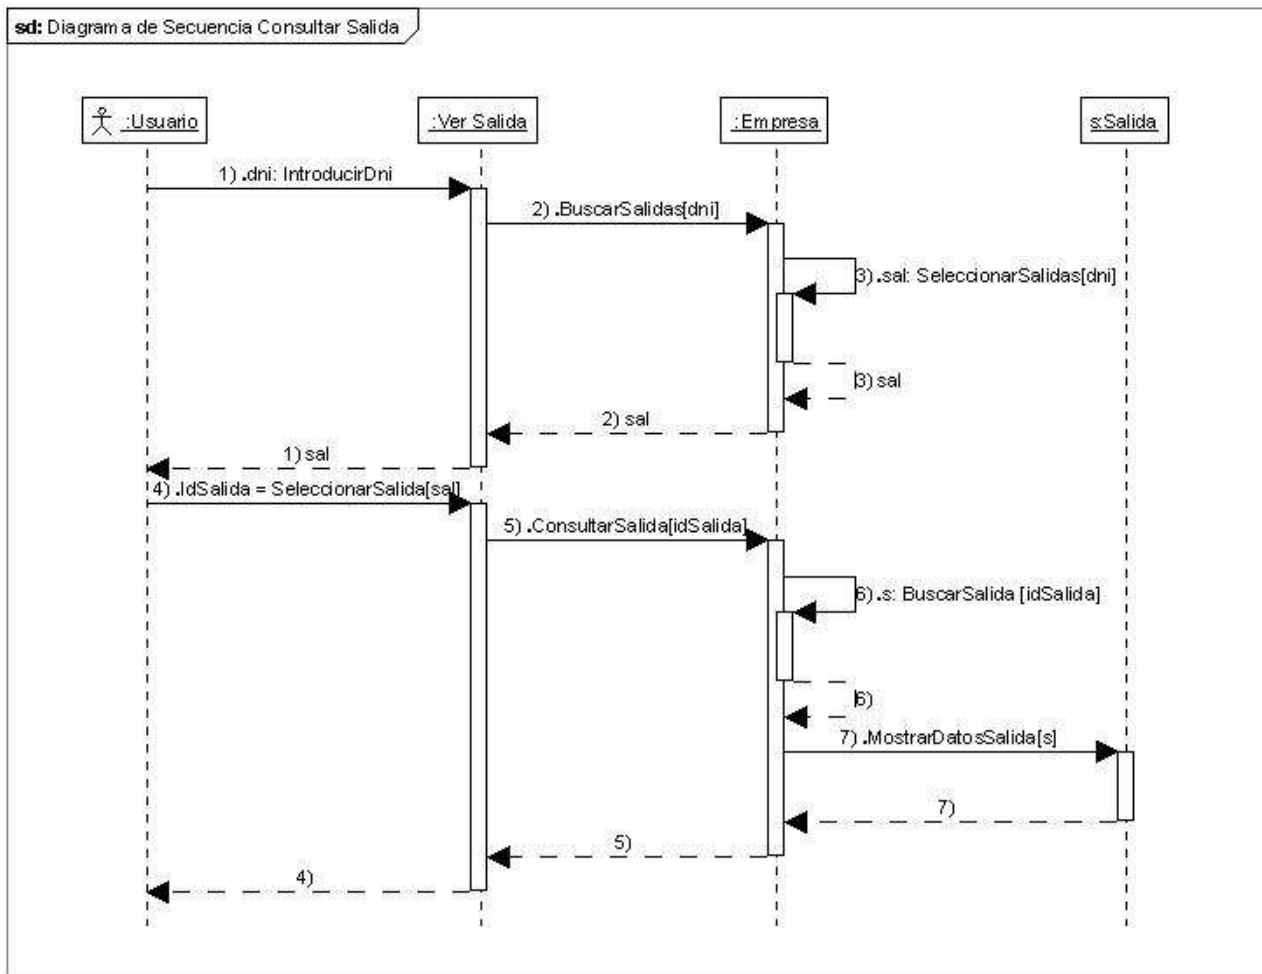 sd: Diagrama de Secuencia Consultar Salida
:Usuario
:Ver Salida
:Empresa
s:Salida
1) .dni: IntroducirDni
2) .BuscarSalidas[dni]
3) .sal: SeleccionarSalidas[dni]
3) sal
2) sal
1) sal
4) .IdSalida = SeleccionarSalida[sal]
5) .ConsultarSalida[idSalida]
6) .s: BuscarSalida [idSalida]
6)
7) .MostrarDatosSalida[s]
7)
5)
4)